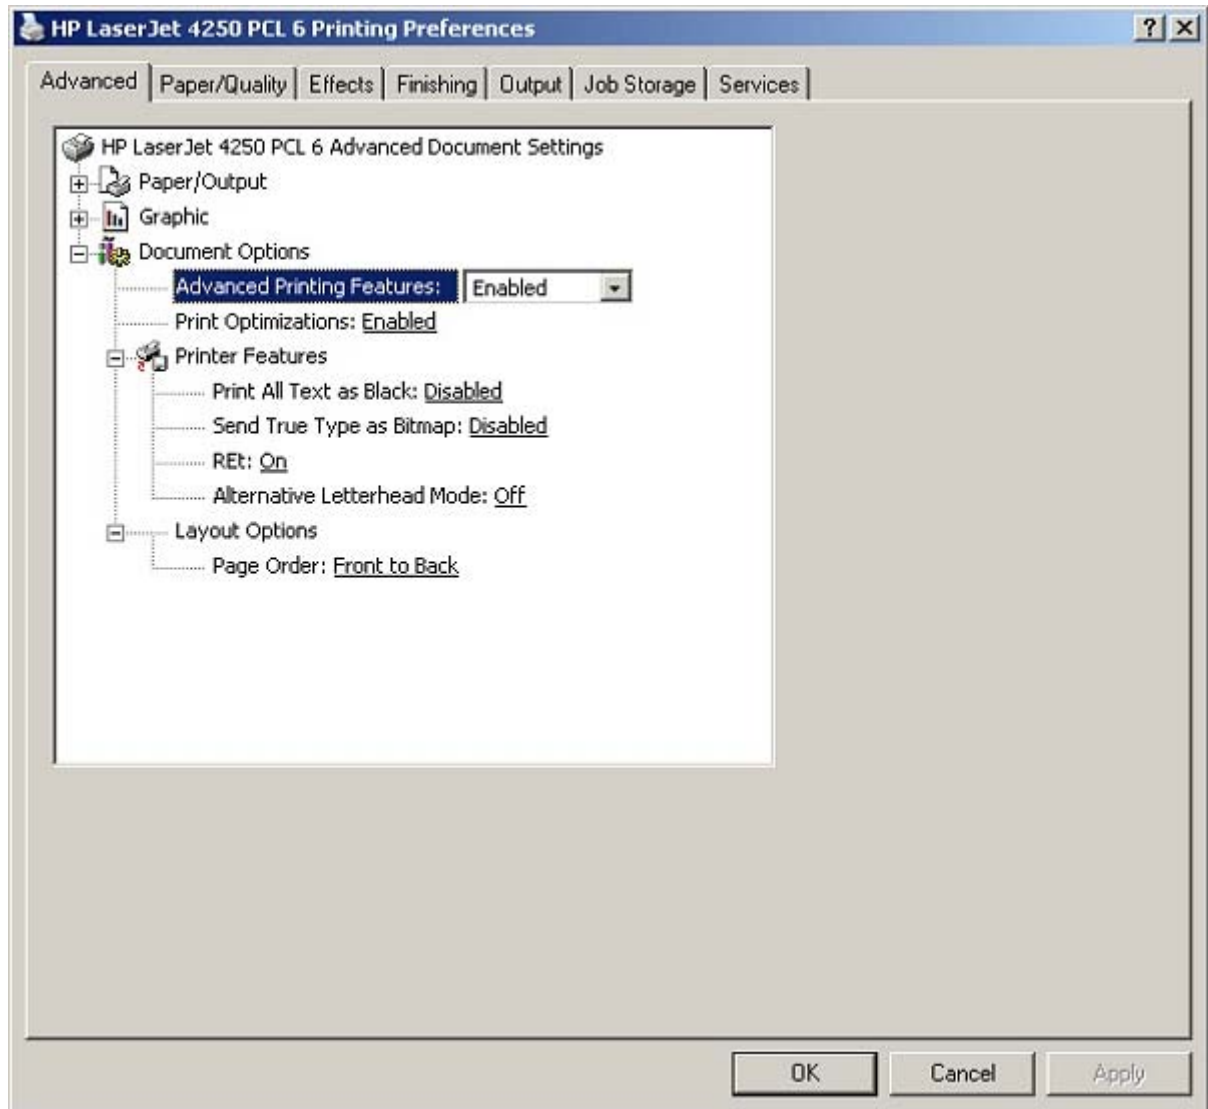 HP LaserJet 4250 PCL 6 Printing Preferences
Advanced Paper/Quality Effects Finishing Output Job Storage Services
HP LaserJet 4250 PCL 6 Advanced Document Settings
Paper/Output
Graphic
Document Options
Advanced Printing Features: Enabled
Print Optimizations: Enabled
Printer Features
Print All Text as Black: Disabled
Send True Type as Bitmap: Disabled
REt: On
Alternative Letterhead Mode: Off
Layout Options
Page Order: Front to Back
OK Cancel Apply